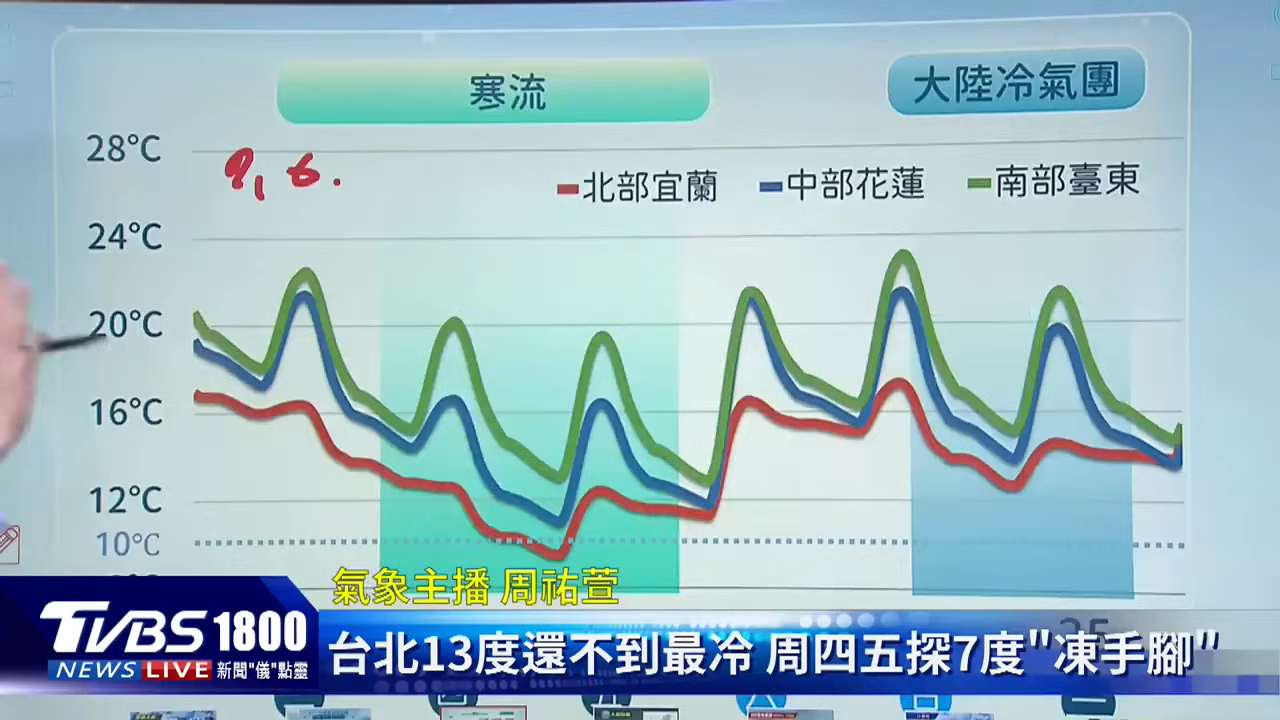 寒流
大陸冷氣團
28°C
9, 6.
北部宜蘭 中部花蓮 南部臺東
24°C
20°C
16°C
12°C
10°C
氣象主播 周祐萱
TVBS 1800
NEWS LIVE 新聞"儀"點靈
台北13度還不到最冷 周四五探7度"凍手腳"